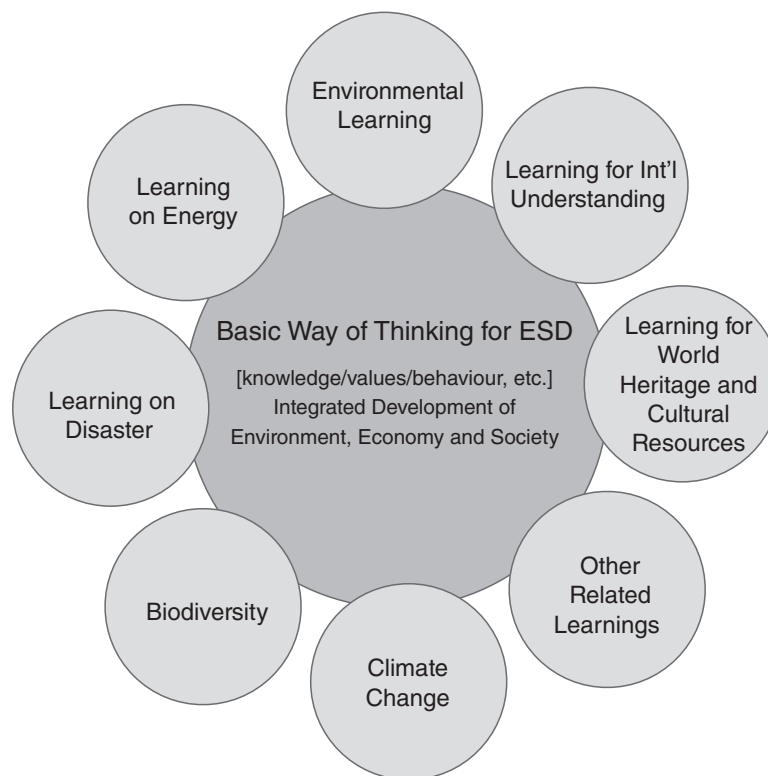 Environmental
Learning
Learning for Int'l
Understanding
Learning
on Energy
Basic Way of Thinking for ESD
[knowledge/values/behaviour, etc.]
Integrated Development of
Environment, Economy and Society
Learning for
World
Heritage and
Cultural
Resources
Learning on
Disaster
Other
Related
Learnings
Biodiversity
Climate
Change